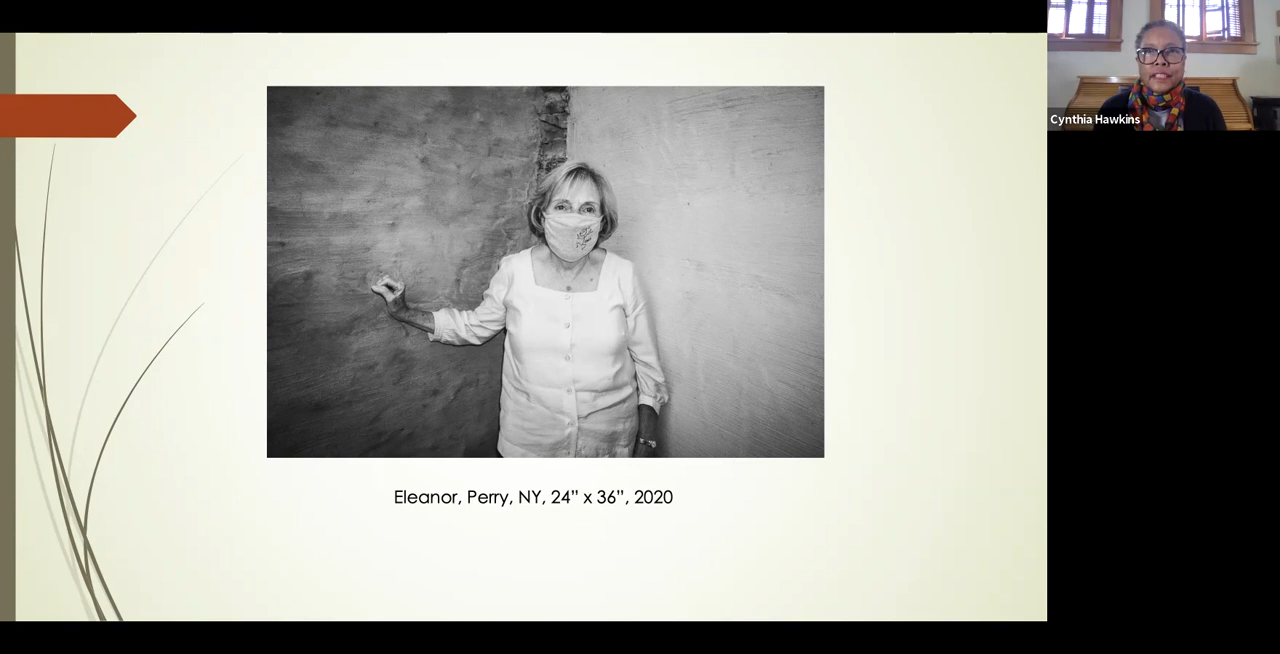 Cynthia Hawkins
Eleanor, Perry, NY, 24” x 36”, 2020